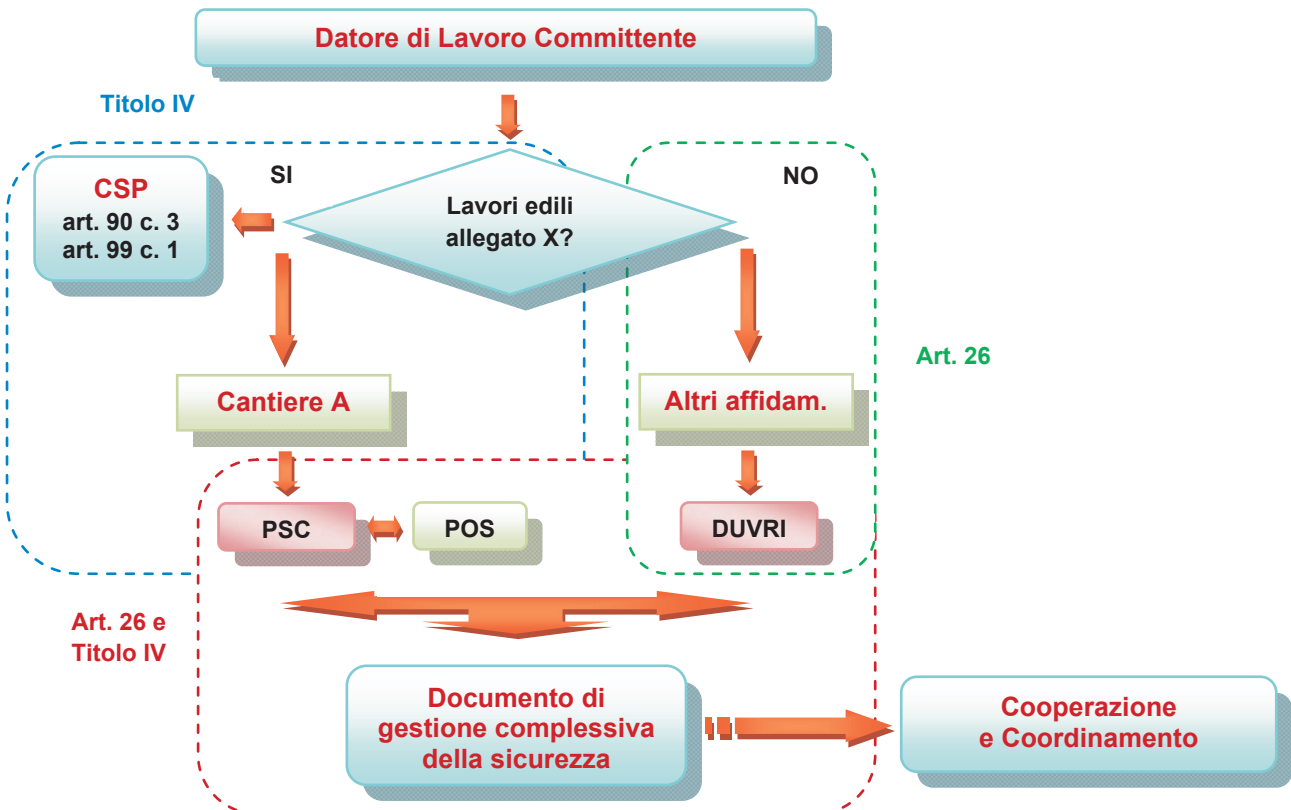 Datore di Lavoro Committente
Titolo IV
SI
NO
CSP
art. 90 c. 3
art. 99 c. 1
Lavori edili
allegato X?
Art. 26
Cantiere A
Altri affidam.
PSC
POS
DUVRI
Art. 26 e
Titolo IV
Documento di
gestione complessiva
della sicurezza
Cooperazione
e Coordinamento